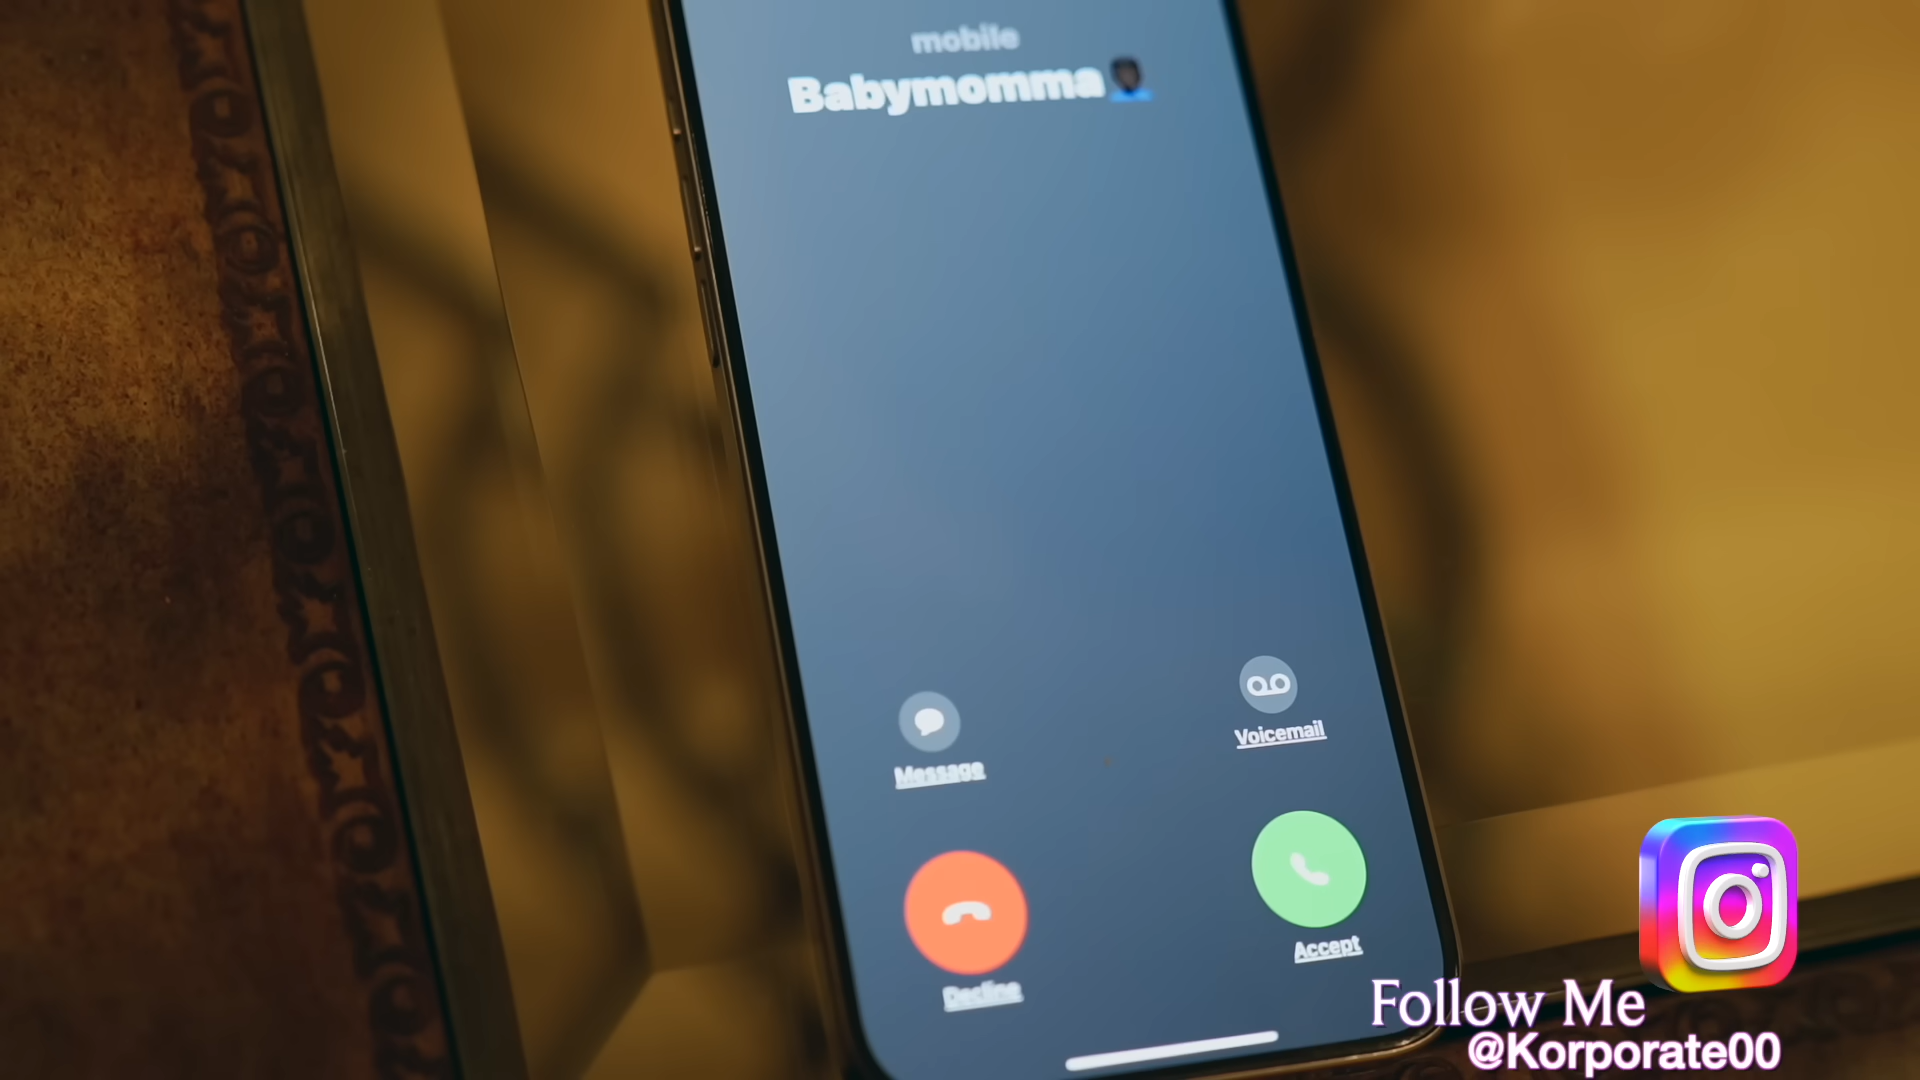 mobile
Babymomma
Message
Voicemail
Decline
Accept
Follow Me
@Korporate00